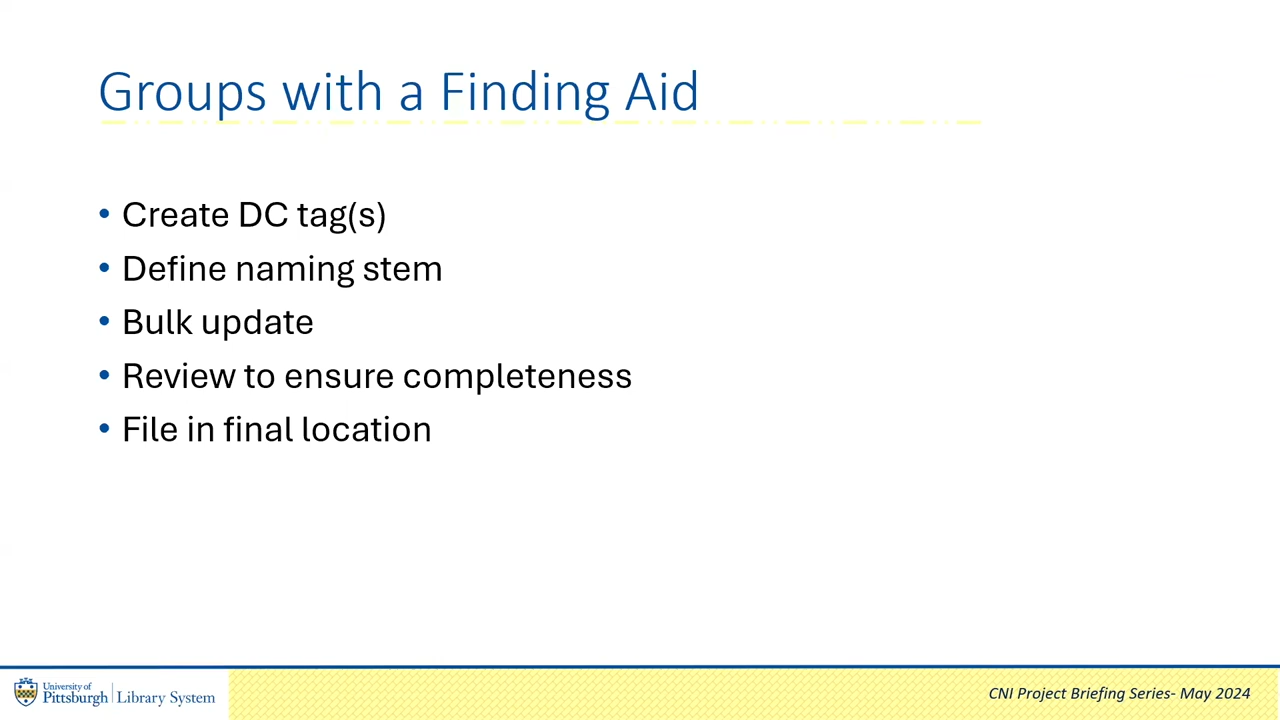 Groups with a Finding Aid
• Create DC tag(s)
• Define naming stem
• Bulk update
• Review to ensure completeness
• File in final location
University of
Pittsburgh | Library System
CNI Project Briefing Series- May 2024